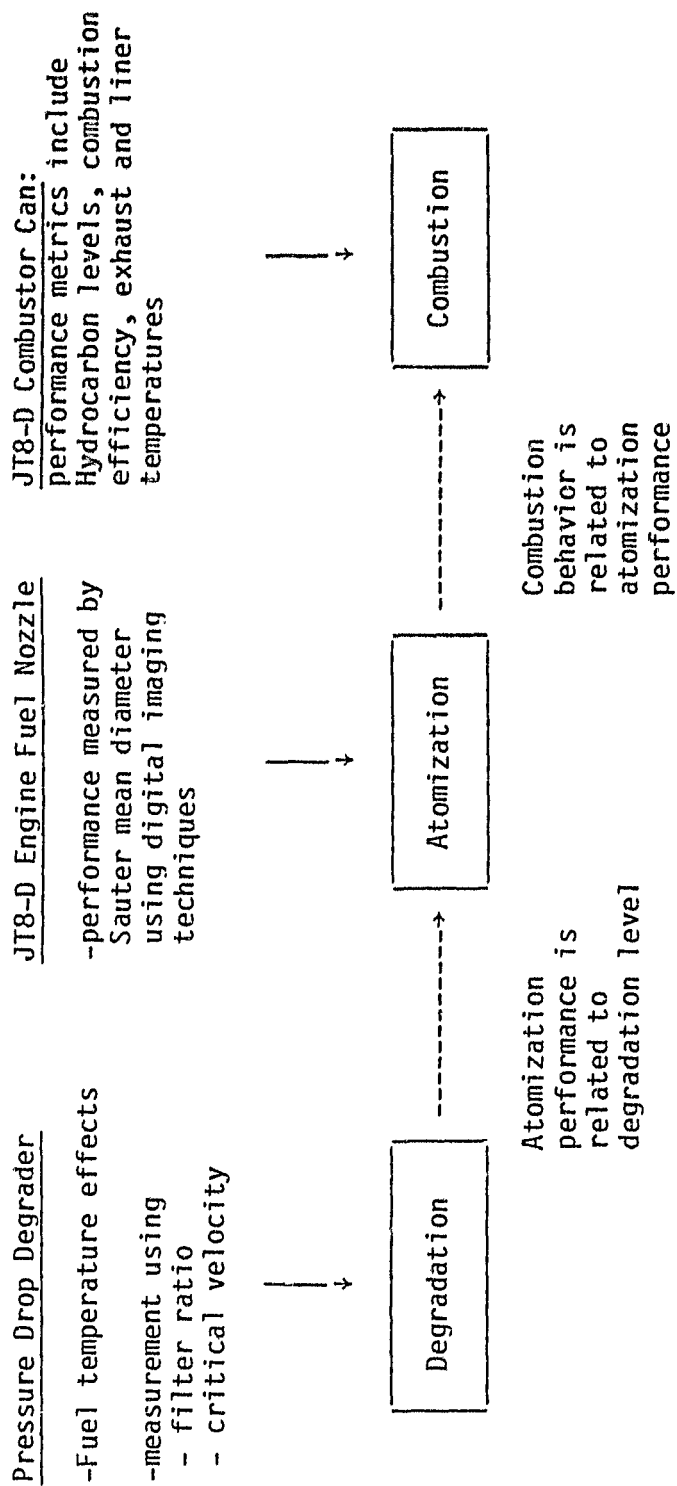 Pressure Drop Degrader
-Fuel temperature effects
-measurement using
- filter ratio
- critical velocity
Degradation
Atomization
performance is
related to
degradation level
JT8-D Engine Fuel Nozzle
-performance measured by
Sauter mean diameter
using digital imaging
techniques
Atomization
Combustion
behavior is
related to
atomization
performance
JT8-D Combustor Can:
performance metrics include
Hydrocarbon levels, combustion
efficiency, exhaust and liner
temperatures
Combustion